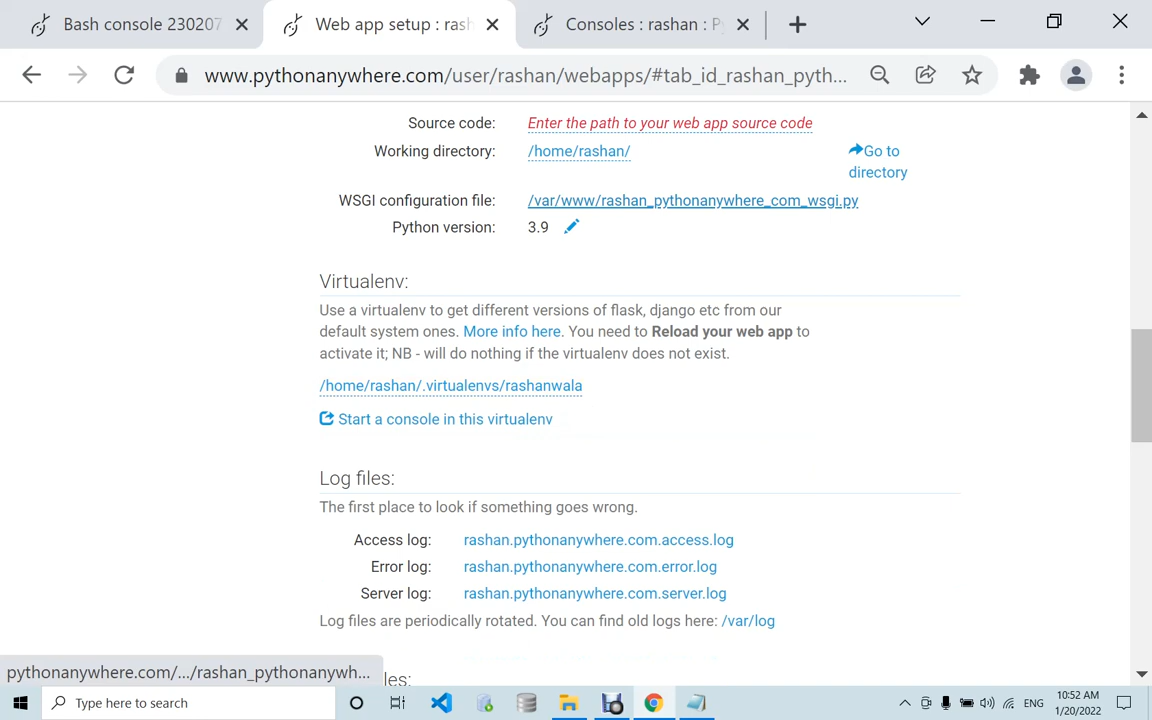 Bash console 230207
Web app setup : rash
Consoles : rashan : Py
www.pythonanywhere.com/user/rashan/webapps/#tab_id_rashan_pyth...
Source code: Enter the path to your web app source code
Working directory: /home/rashan/ Go to
directory
WSGI configuration file: /var/www/rashan_pythonanywhere_com_wsgi.py
Python version: 3.9
Virtualenv:
Use a virtualenv to get different versions of flask, django etc from our
default system ones. More info here. You need to Reload your web app to
activate it; NB - will do nothing if the virtualenv does not exist.
/home/rashan/.virtualenvs/rashanwala
Start a console in this virtualenv
Log files:
The first place to look if something goes wrong.
Access log: rashan.pythonanywhere.com.access.log
Error log: rashan.pythonanywhere.com.error.log
Server log: rashan.pythonanywhere.com.server.log
Log files are periodically rotated. You can find old logs here: /var/log
les:
pythonanywhere.com/.../rashan_pythonanywh...
Type here to search
ENG
10:52 AM
1/20/2022